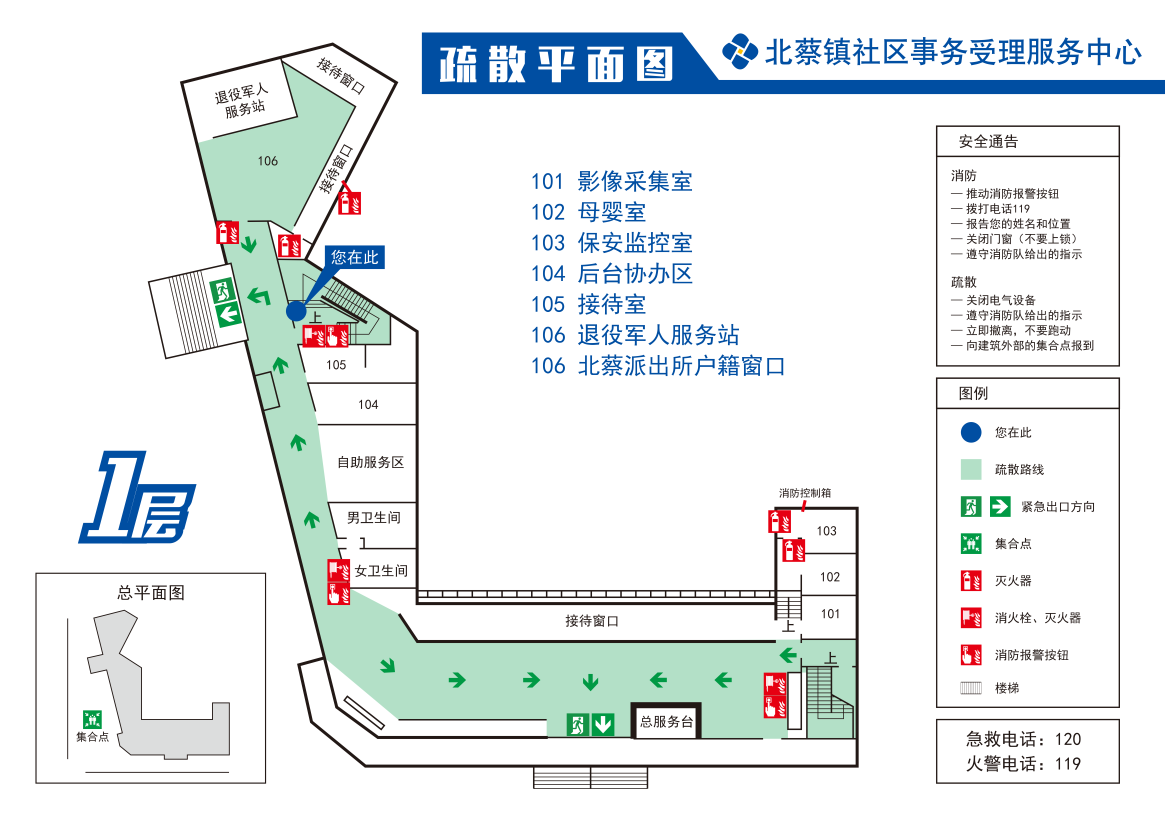 疏散平面图
北蔡镇社区事务受理服务中心
接待窗口
退役军人
服务站
106
接待窗口
您在此
上
105
104
自助服务区
男卫生间
女卫生间
接待窗口
消防控制箱
103
102
101
上
上
总服务台
101 影像采集室
102 母婴室
103 保安监控室
104 后台协办区
105 接待室
106 退役军人服务站
106 北蔡派出所户籍窗口
1层
总平面图
集合点
安全通告
消防
— 推动消防报警按钮
— 拨打电话119
— 报告您的姓名和位置
— 关闭门窗（不要上锁）
— 遵守消防队给出的指示
疏散
— 关闭电气设备
— 遵守消防队给出的指示
— 立即撤离，不要跑动
— 向建筑外部的集合点报到
图例
您在此
疏散路线
紧急出口方向
集合点
灭火器
消火栓、灭火器
消防报警按钮
楼梯
急救电话：120
火警电话：119